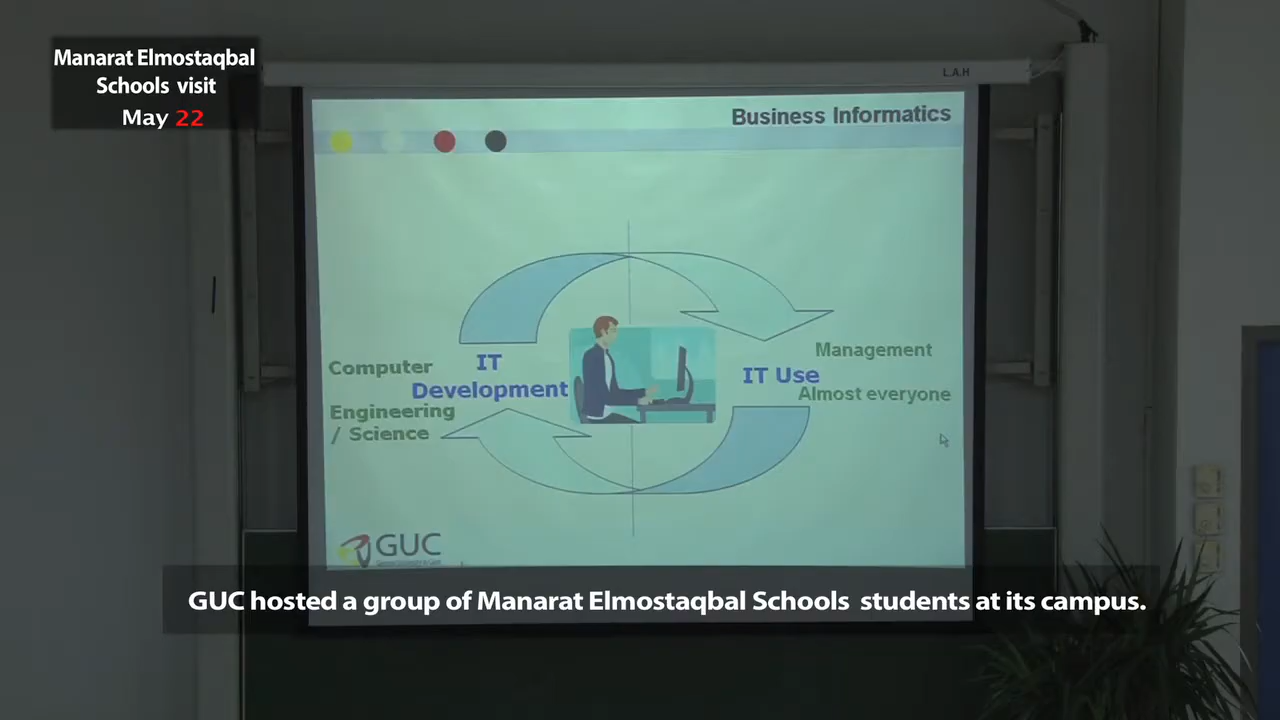 Manarat Elmostaqbal
Schools visit
May 22
L.A.H
Business Informatics
Computer
Engineering
/ Science
IT
Development
IT Use
Management
Almost everyone
GUC
GUC hosted a group of Manarat Elmostaqbal Schools students at its campus.